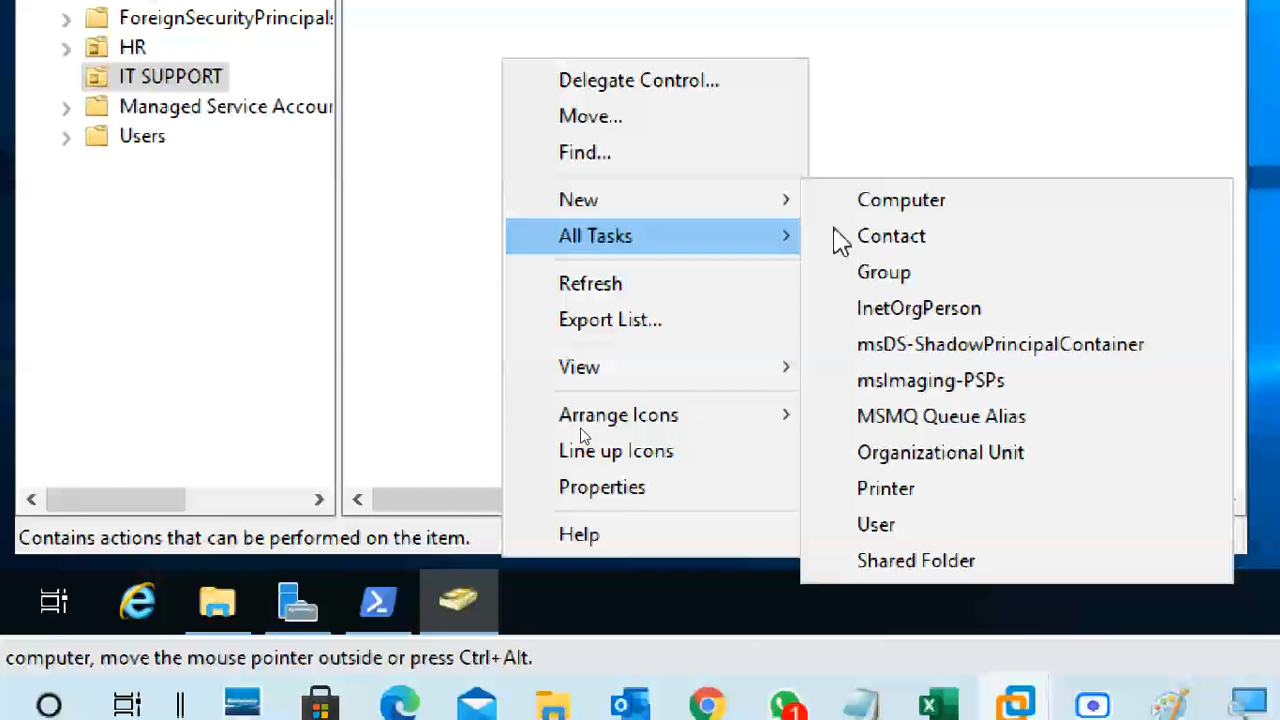 ForeignSecurityPrincipals
HR
IT SUPPORT
Managed Service Accour
Users
Delegate Control...
Move...
Find...
New
All Tasks
Refresh
Export List...
View
Arrange Icons
Line up Icons
Properties
Help
Computer
Contact
Group
InetOrgPerson
msDS-ShadowPrincipalContainer
msImaging-PSPs
MSMQ Queue Alias
Organizational Unit
Printer
User
Shared Folder
Contains actions that can be performed on the item.
computer, move the mouse pointer outside or press Ctrl+Alt.
1